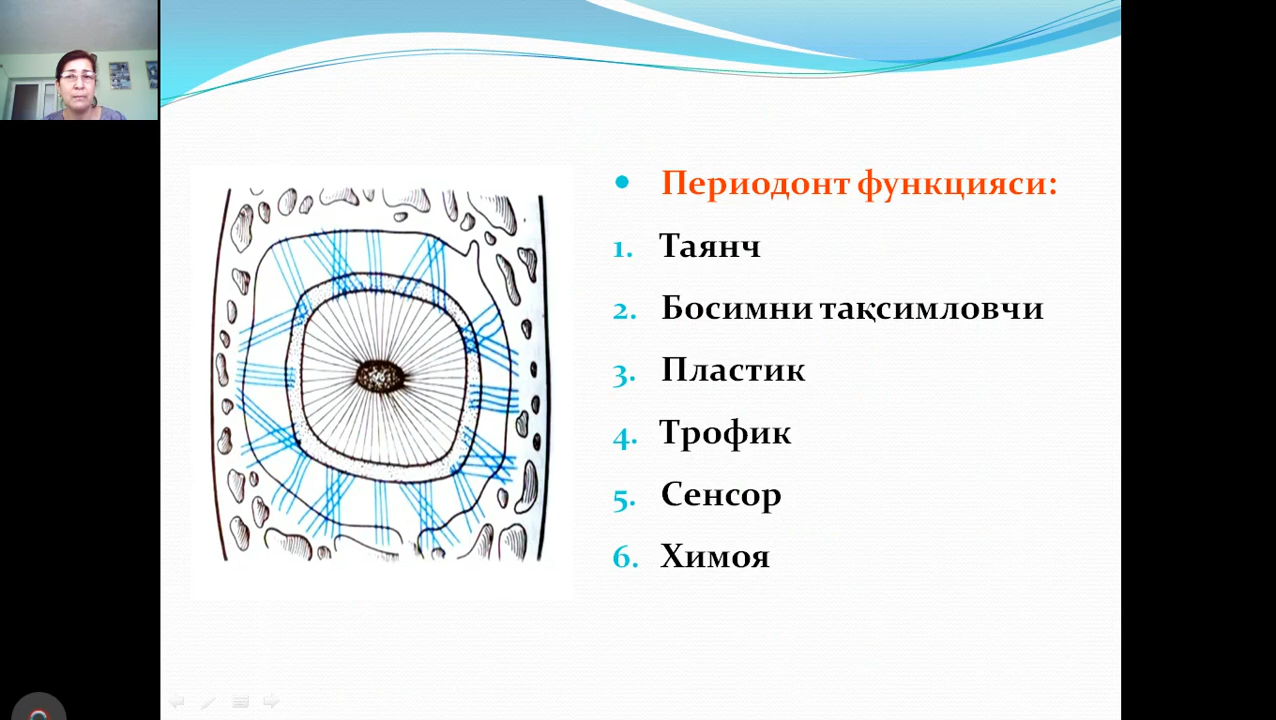 Периодонт функцияси:
1. Таянч
2. Босимни тақсимловчи
3. Пластик
4. Трофик
5. Сенсор
6. Химоя